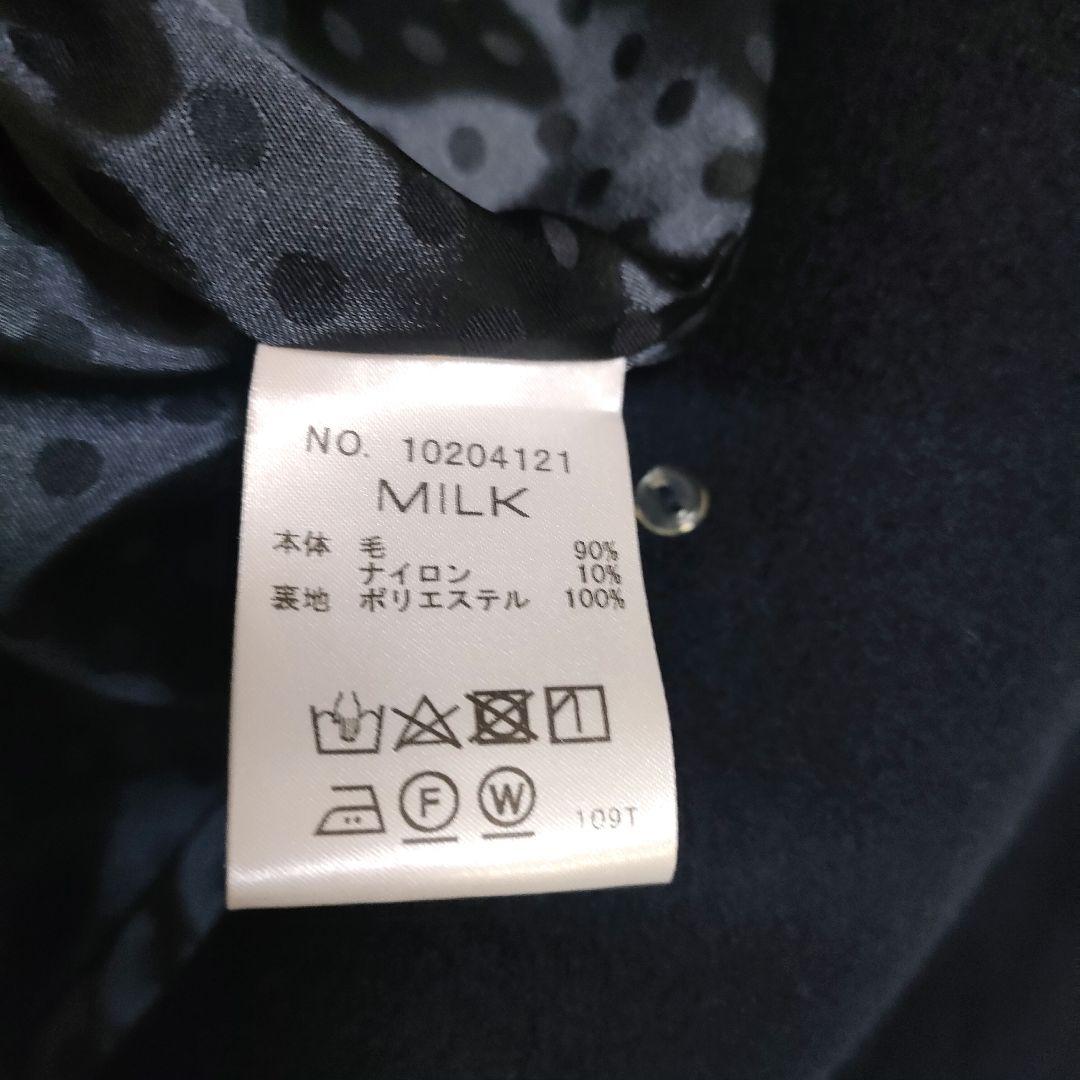 NO. 10204121
MILK
本体 毛 90%
ナイロン 10%
裏地 ポリエステル 100%
F W 109T